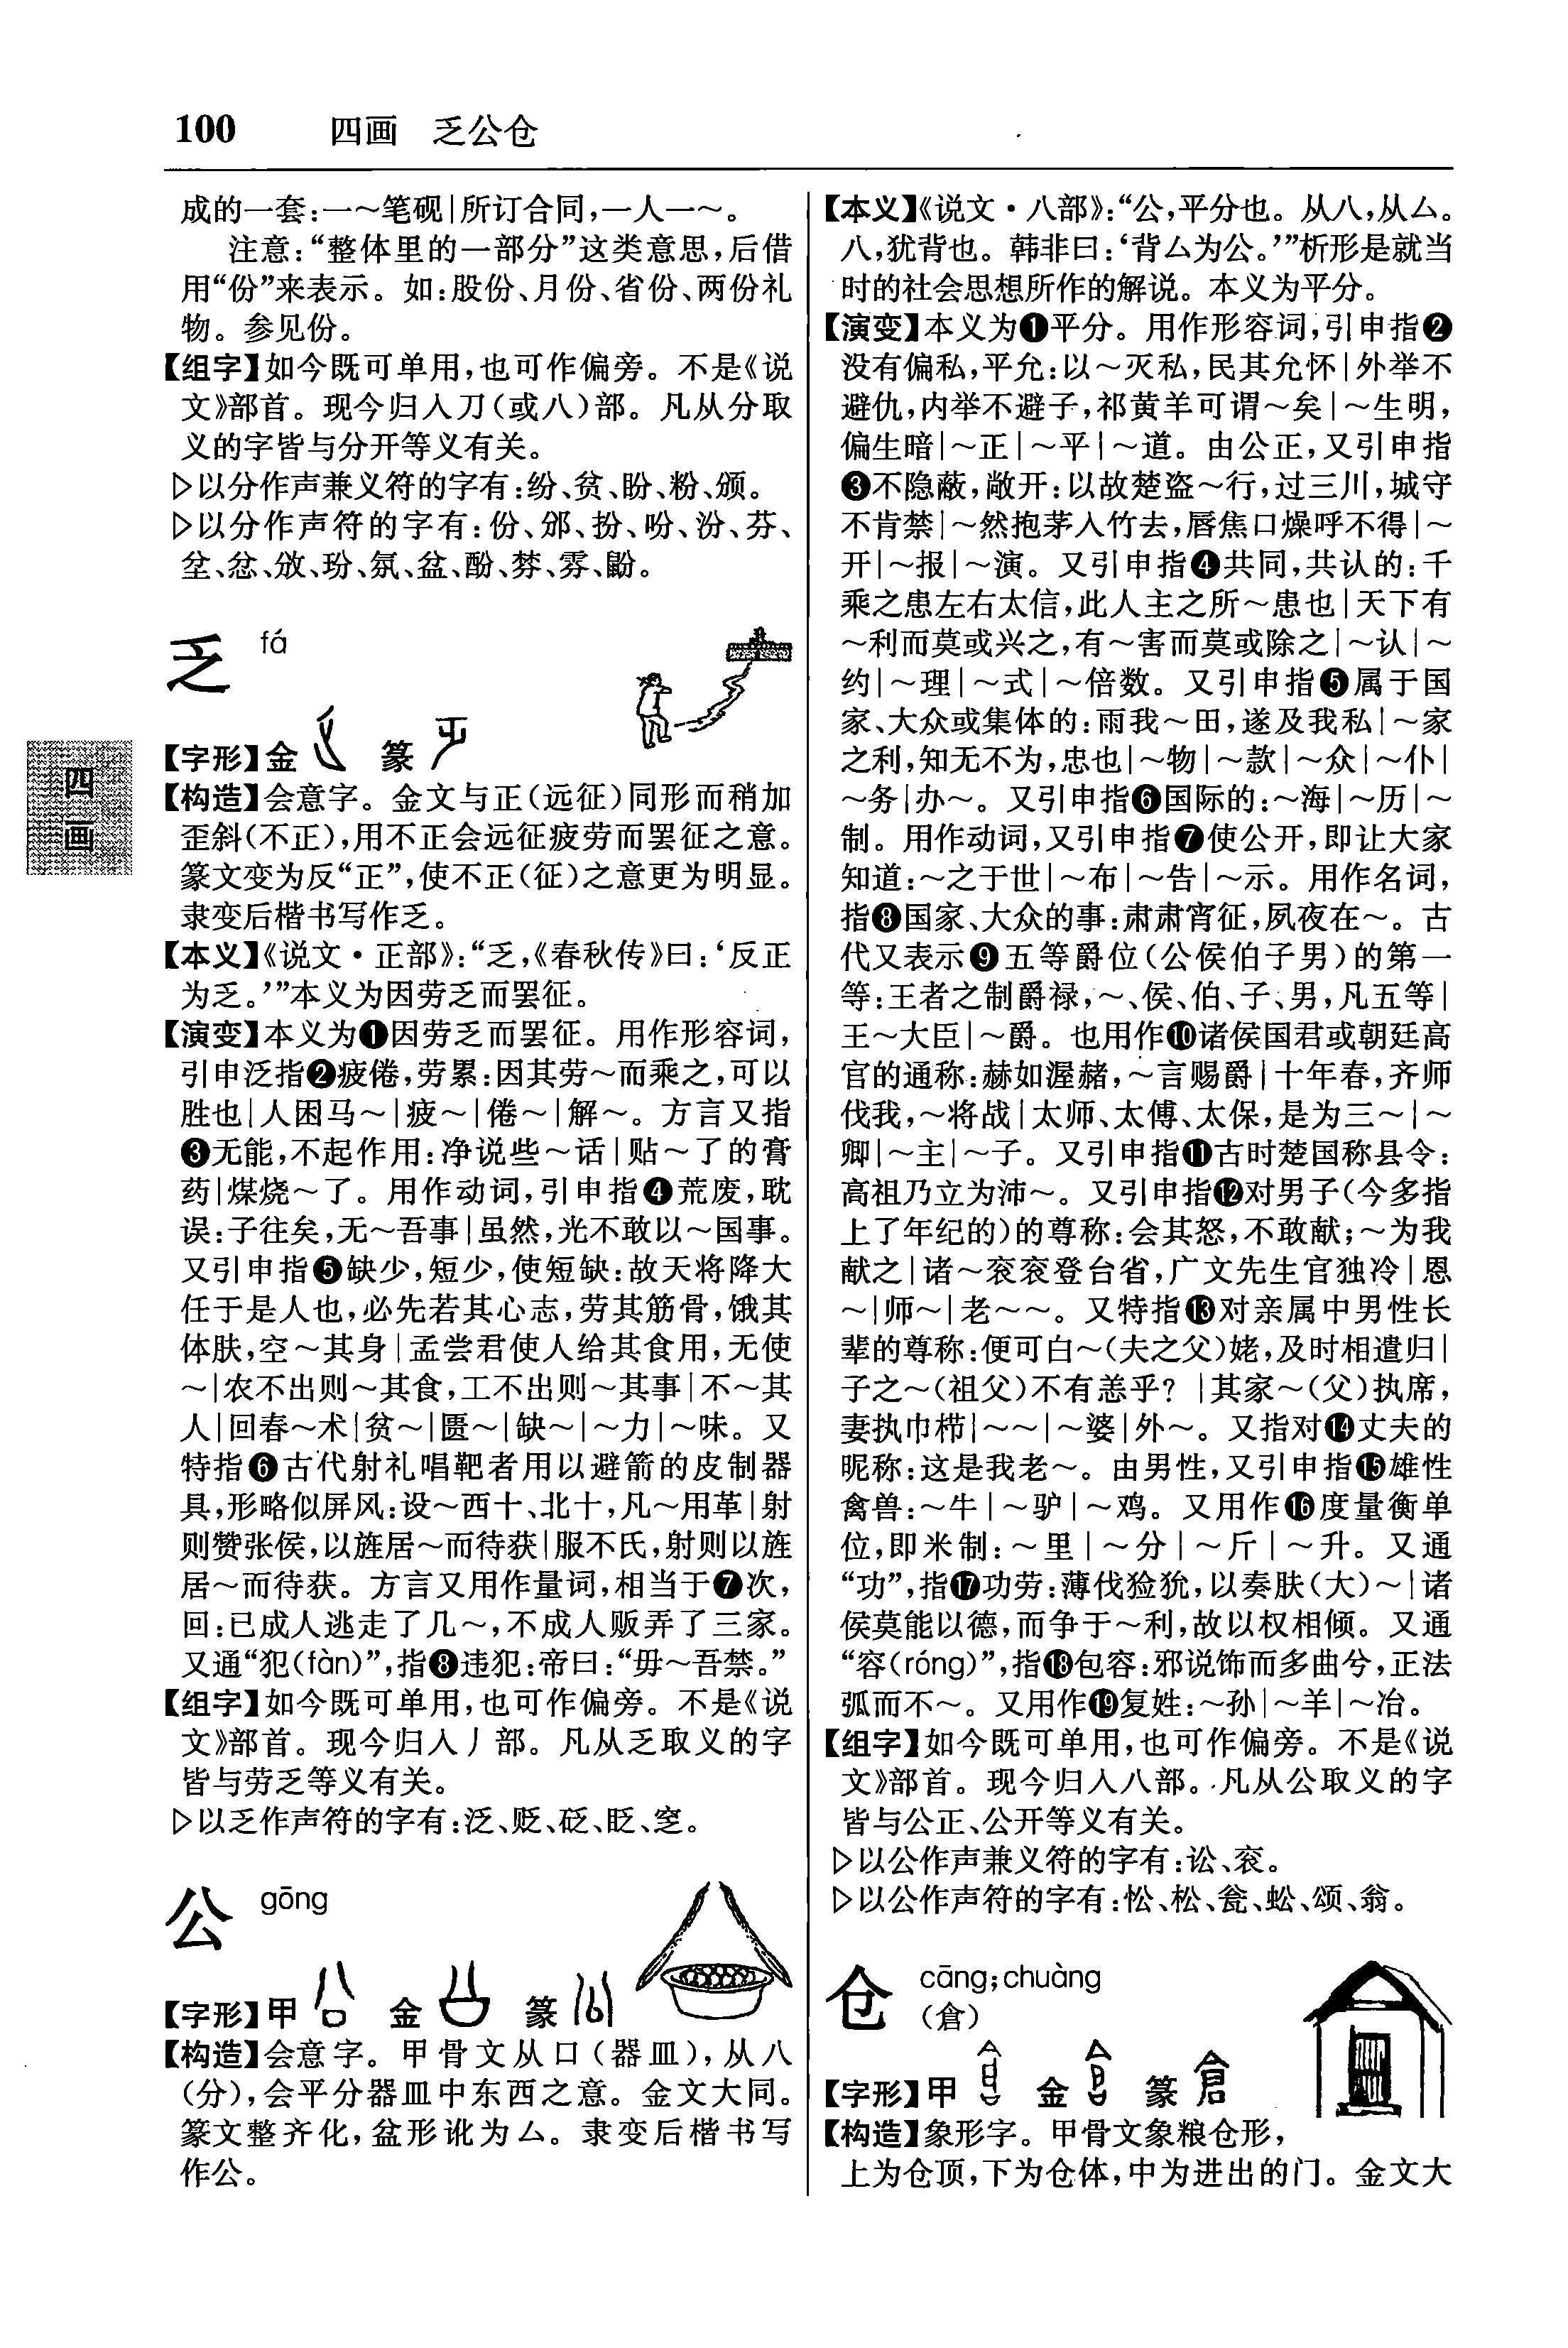 100 四画 乏公仓
成的一套:一～笔砚|所订合同,一人一～。
注意:“整体里的一部分”这类意思,后借
用“份”来表示。如:股份、月份、省份、两份礼
物。参见份。
【组字】如今既可单用,也可作偏旁。不是《说
文》部首。现今归入刀(或八)部。凡从分取
义的字皆与分开等义有关。
▷以分作声兼义符的字有:纷、贫、盼、粉、颁。
▷以分作声符的字有:份、邠、扮、吩、汾、芬、
坌、忿、攽、玢、氛、盆、酚、棼、雰、鼢。
乏 fá
【字形】金 篆
【构造】会意字。金文与正(远征)同形而稍加
歪斜(不正),用不正会远征疲劳而罢征之意。
篆文变为反“正”,使不正(征)之意更为明显。
隶变后楷书写作乏。
【本义】《说文·正部》:“乏,《春秋传》曰:‘反正
为乏。’”本义为因劳乏而罢征。
【演变】本义为❶因劳乏而罢征。用作形容词,
引申泛指❷疲倦,劳累:因其劳～而乘之,可以
胜也|人困马～|疲～|倦～|解～。方言又指
❸无能,不起作用:净说些～话|贴～了的膏
药|煤烧～了。用作动词,引申指❹荒废,耽
误:子往矣,无～吾事|虽然,光不敢以～国事。
又引申指❺缺少,短少,使短缺:故天将降大
任于是人也,必先若其心志,劳其筋骨,饿其
体肤,空～其身|孟尝君使人给其食用,无使
～|农不出则～其食,工不出则～其事|不～其
人|回春～术|贫～|匮～|缺～|～力|～味。又
特指❻古代射礼唱靶者用以避箭的皮制器
具,形略似屏风:设～西十、北十,凡～用革|射
则赞张侯,以旌居～而待获|服不氏,射则以旌
居～而待获。方言又用作量词,相当于❼次,
回:已成人逃走了几～,不成人贩弄了三家。
又通“犯(fàn)”,指❽违犯:帝曰:“毋～吾禁。”
【组字】如今既可单用,也可作偏旁。不是《说
文》部首。现今归入丿部。凡从乏取义的字
皆与劳乏等义有关。
▷以乏作声符的字有:泛、贬、砭、眨、窆。
公 gōng
【字形】甲 金 篆
【构造】会意字。甲骨文从口(器皿),从八
(分),会平分器皿中东西之意。金文大同。
篆文整齐化,盆形讹为厶。隶变后楷书写
作公。
四画
【本义】《说文·八部》:“公,平分也。从八,从厶。
八,犹背也。韩非曰:‘背厶为公。’”析形是就当
时的社会思想所作的解说。本义为平分。
【演变】本义为❶平分。用作形容词,引申指❷
没有偏私,平允:以～灭私,民其允怀|外举不
避仇,内举不避子,祁黄羊可谓～矣|～生明,
偏生暗|～正|～平|～道。由公正,又引申指
❸不隐蔽,敞开:以故楚盗～行,过三川,城守
不肯禁|～然抱茅入竹去,唇焦口燥呼不得|～
开|～报|～演。又引申指❹共同,共认的:千
乘之患左右太信,此人主之所～患也|天下有
～利而莫或兴之,有～害而莫或除之|～认|～
约|～理|～式|～倍数。又引申指❺属于国
家、大众或集体的:雨我～田,遂及我私|～家
之利,知无不为,忠也|～物|～款|～众|～仆|
～务|办～。又引申指❻国际的:～海|～历|～
制。用作动词,又引申指❼使公开,即让大家
知道:～之于世|～布|～告|～示。用作名词,
指❽国家、大众的事:肃肃宵征,夙夜在～。古
代又表示❾五等爵位(公侯伯子男)的第一
等:王者之制爵禄,～、侯、伯、子、男,凡五等|
王～大臣|～爵。也用作❿诸侯国君或朝廷高
官的通称:赫如渥赭,～言赐爵|十年春,齐师
伐我,～将战|太师、太傅、太保,是为三～|～
卿|～主|～子。又引申指⓫古时楚国称县令:
高祖乃立为沛～。又引申指⓬对男子(今多指
上了年纪的)的尊称:会其怒,不敢献;～为我
献之|诸～衮衮登台省,广文先生官独冷|恩
～|师～|老～～。又特指⓭对亲属中男性长
辈的尊称:便可白～(夫之父)姥,及时相遣归|
子之～(祖父)不有恙乎?|其家～(父)执席,
妻执巾栉|～～|～婆|外～。又指对⓮丈夫的
昵称:这是我老～。由男性,又引申指⓯雄性
禽兽:～牛|～驴|～鸡。又用作⓰度量衡单
位,即米制:～里|～分|～斤|～升。又通
“功”,指⓱功劳:薄伐猃狁,以奏肤(大)～|诸
侯莫能以德,而争于～利,故以权相倾。又通
“容(róng)”,指⓲包容:邪说饰而多曲兮,正法
弧而不～。又用作⓳复姓:～孙|～羊|～冶。
【组字】如今既可单用,也可作偏旁。不是《说
文》部首。现今归入八部。凡从公取义的字
皆与公正、公开等义有关。
▷以公作声兼义符的字有:讼、衮。
▷以公作声符的字有:忪、松、瓮、蚣、颂、翁。
仓 cāng;chuàng
(倉)
【字形】甲 金 篆
【构造】象形字。甲骨文象粮仓形,
上为仓顶,下为仓体,中为进出的门。金文大